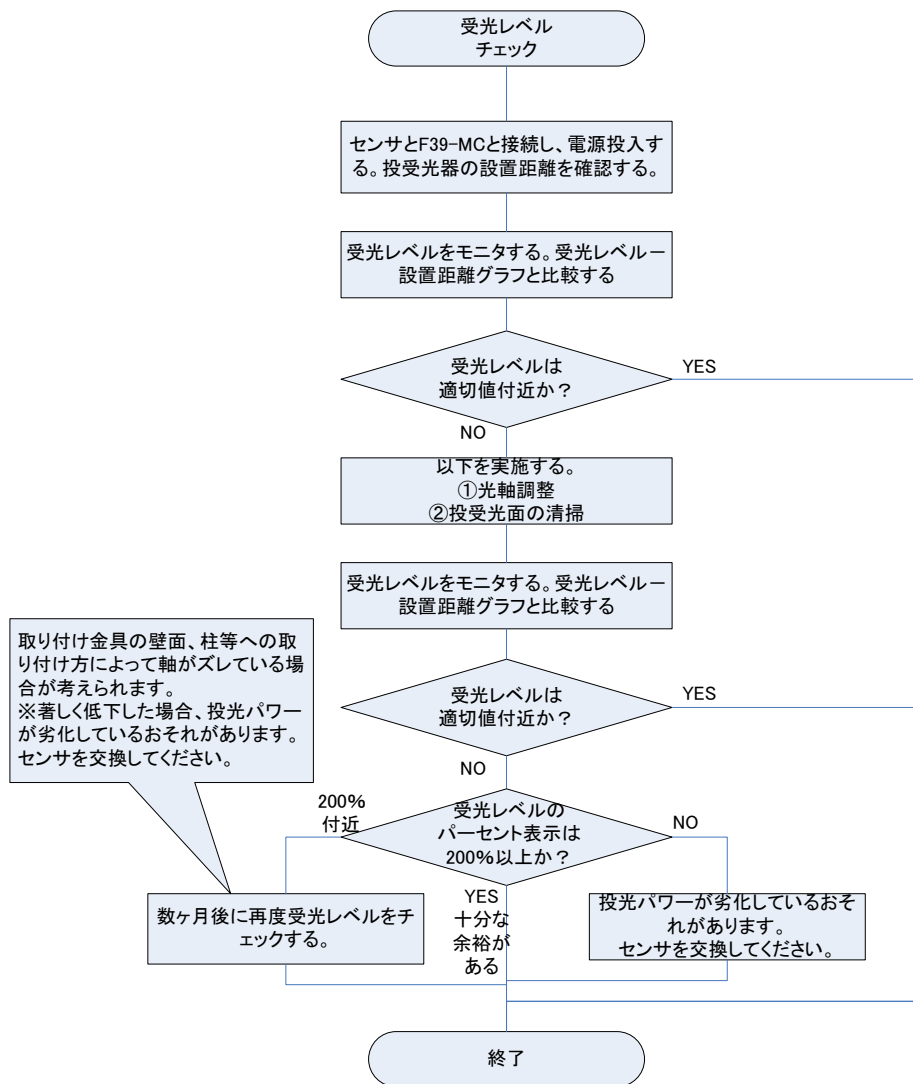 受光レベル
チェック
センサとF39-MCと接続し、電源投入す
る。投受光器の設置距離を確認する。
受光レベルをモニタする。受光レベル－
設置距離グラフと比較する
受光レベルは
適切値付近か？
YES
NO
以下を実施する。
①光軸調整
②投受光面の清掃
受光レベルをモニタする。受光レベル－
設置距離グラフと比較する
取り付け金具の壁面、柱等への取
り付け方によって軸がズレている場
合が考えられます。
※著しく低下した場合、投光パワー
が劣化しているおそれがあります。
センサを交換してください。
受光レベルは
適切値付近か？
YES
NO
200%
付近
受光レベルの
パーセント表示は
200%以上か？
NO
YES
十分な
余裕が
ある
数ヶ月後に再度受光レベルをチ
ェックする。
投光パワーが劣化しているおそ
れがあります。
センサを交換してください。
終了